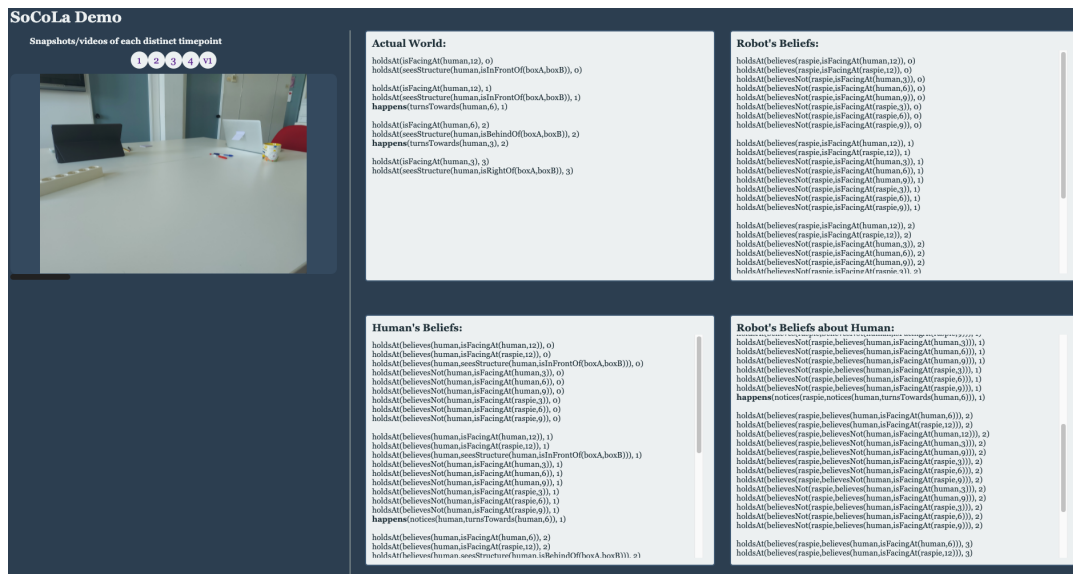 SoCoLa Demo
Snapshots/videos of each distinct timepoint
1 2 3 4 v1
Actual World:
holdsAt(isFacingAt(human,12), 0)
holdsAt(seesStructure(human,isInFrontOf(boxA,boxB)), 0)
holdsAt(isFacingAt(human,12), 1)
holdsAt(seesStructure(human,isInFrontOf(boxA,boxB)), 1)
happens(turnsTowards(human,6), 1)
holdsAt(isFacingAt(human,6), 2)
holdsAt(seesStructure(human,isBehindOf(boxA,boxB)), 2)
happens(turnsTowards(human,3), 2)
holdsAt(isFacingAt(human,3), 3)
holdsAt(seesStructure(human,isRightOf(boxA,boxB)), 3)
Robot's Beliefs:
holdsAt(believes(raspie,isFacingAt(human,12)), 0)
holdsAt(believes(raspie,isFacingAt(raspie,12)), 0)
holdsAt(believesNot(raspie,isFacingAt(human,3)), 0)
holdsAt(believesNot(raspie,isFacingAt(human,6)), 0)
holdsAt(believesNot(raspie,isFacingAt(human,9)), 0)
holdsAt(believesNot(raspie,isFacingAt(raspie,3)), 0)
holdsAt(believesNot(raspie,isFacingAt(raspie,6)), 0)
holdsAt(believesNot(raspie,isFacingAt(raspie,9)), 0)
holdsAt(believes(raspie,isFacingAt(human,12)), 1)
holdsAt(believes(raspie,isFacingAt(raspie,12)), 1)
holdsAt(believesNot(raspie,isFacingAt(human,3)), 1)
holdsAt(believesNot(raspie,isFacingAt(human,6)), 1)
holdsAt(believesNot(raspie,isFacingAt(human,9)), 1)
holdsAt(believesNot(raspie,isFacingAt(raspie,3)), 1)
holdsAt(believesNot(raspie,isFacingAt(raspie,6)), 1)
holdsAt(believesNot(raspie,isFacingAt(raspie,9)), 1)
holdsAt(believes(raspie,isFacingAt(human,12)), 2)
holdsAt(believes(raspie,isFacingAt(raspie,12)), 2)
holdsAt(believesNot(raspie,isFacingAt(human,3)), 2)
holdsAt(believesNot(raspie,isFacingAt(human,6)), 2)
holdsAt(believesNot(raspie,isFacingAt(human,9)), 2)
holdsAt(believesNot(raspie,isFacingAt(raspie,3)), 2)
Human's Beliefs:
holdsAt(believes(human,isFacingAt(human,12)), 0)
holdsAt(believes(human,isFacingAt(raspie,12)), 0)
holdsAt(believes(human,seesStructure(human,isInFrontOf(boxA,boxB))), 0)
holdsAt(believesNot(human,isFacingAt(human,3)), 0)
holdsAt(believesNot(human,isFacingAt(human,6)), 0)
holdsAt(believesNot(human,isFacingAt(human,9)), 0)
holdsAt(believesNot(human,isFacingAt(raspie,3)), 0)
holdsAt(believesNot(human,isFacingAt(raspie,6)), 0)
holdsAt(believesNot(human,isFacingAt(raspie,9)), 0)
holdsAt(believes(human,isFacingAt(human,12)), 1)
holdsAt(believes(human,isFacingAt(raspie,12)), 1)
holdsAt(believes(human,seesStructure(human,isInFrontOf(boxA,boxB))), 1)
holdsAt(believesNot(human,isFacingAt(human,3)), 1)
holdsAt(believesNot(human,isFacingAt(human,6)), 1)
holdsAt(believesNot(human,isFacingAt(human,9)), 1)
holdsAt(believesNot(human,isFacingAt(raspie,3)), 1)
holdsAt(believesNot(human,isFacingAt(raspie,6)), 1)
holdsAt(believesNot(human,isFacingAt(raspie,9)), 1)
happens(notices(human,turnsTowards(human,6)), 1)
holdsAt(believes(human,isFacingAt(human,6)), 2)
holdsAt(believes(human,isFacingAt(raspie,12)), 2)
holdsAt(believes(human,seesStructure(human,isBehindOf(boxA,boxB))), 2)
Robot's Beliefs about Human:
holdsAt(believesNot(raspie,believes(human,isFacingAt(human,3))), 1)
holdsAt(believesNot(raspie,believes(human,isFacingAt(human,6))), 1)
holdsAt(believesNot(raspie,believes(human,isFacingAt(human,9))), 1)
holdsAt(believesNot(raspie,believes(human,isFacingAt(raspie,3))), 1)
holdsAt(believesNot(raspie,believes(human,isFacingAt(raspie,6))), 1)
holdsAt(believesNot(raspie,believes(human,isFacingAt(raspie,9))), 1)
happens(notices(raspie,notices(human,turnsTowards(human,6))), 1)
holdsAt(believes(raspie,believes(human,isFacingAt(human,6))), 2)
holdsAt(believes(raspie,believes(human,isFacingAt(raspie,12))), 2)
holdsAt(believes(raspie,believesNot(human,isFacingAt(human,12))), 2)
holdsAt(believes(raspie,believesNot(human,isFacingAt(human,3))), 2)
holdsAt(believes(raspie,believesNot(human,isFacingAt(human,9))), 2)
holdsAt(believes(raspie,believesNot(human,isFacingAt(raspie,3))), 2)
holdsAt(believes(raspie,believesNot(human,isFacingAt(raspie,6))), 2)
holdsAt(believes(raspie,believesNot(human,isFacingAt(raspie,9))), 2)
holdsAt(believesNot(raspie,believes(human,isFacingAt(human,3))), 2)
holdsAt(believesNot(raspie,believes(human,isFacingAt(human,9))), 2)
holdsAt(believesNot(raspie,believes(human,isFacingAt(raspie,3))), 2)
holdsAt(believesNot(raspie,believes(human,isFacingAt(raspie,6))), 2)
holdsAt(believesNot(raspie,believes(human,isFacingAt(raspie,9))), 2)
holdsAt(believes(raspie,believes(human,isFacingAt(human,6))), 3)
holdsAt(believes(raspie,believes(human,isFacingAt(raspie,12))), 3)